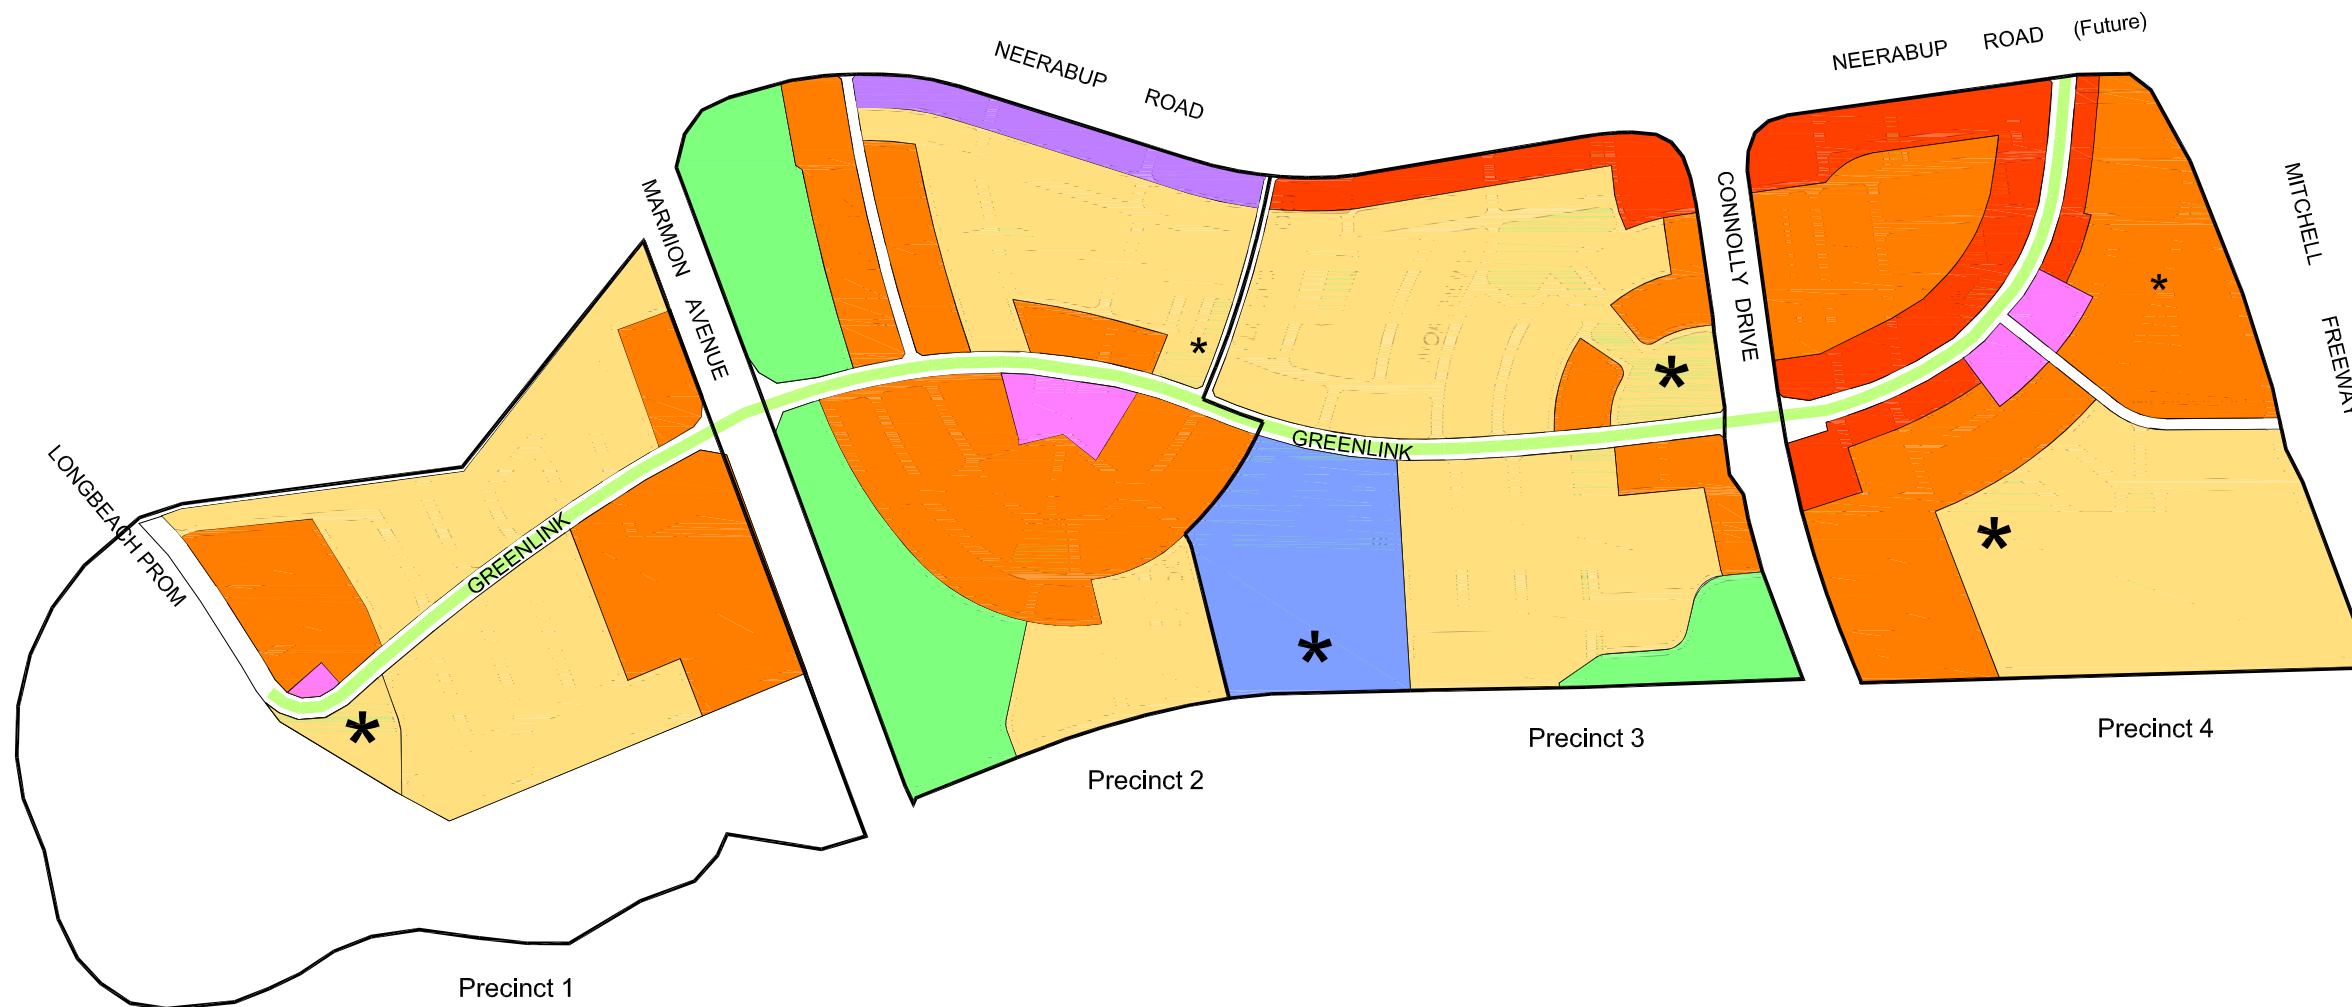 NEERABUP ROAD
NEERABUP ROAD (Future)
MARMION AVENUE
CONNOLLY DRIVE
MITCHELL FREEWAY
LONGBEACH PROM
GREENLINK
GREENLINK
*
*
*
*
*
*
Precinct 1
Precinct 2
Precinct 3
Precinct 4